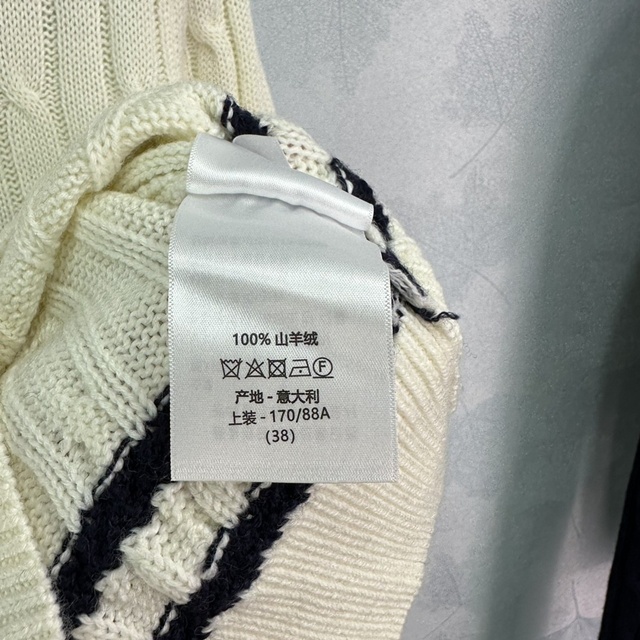 100% 山羊绒
产地 - 意大利
上装 - 170/88A
(38)